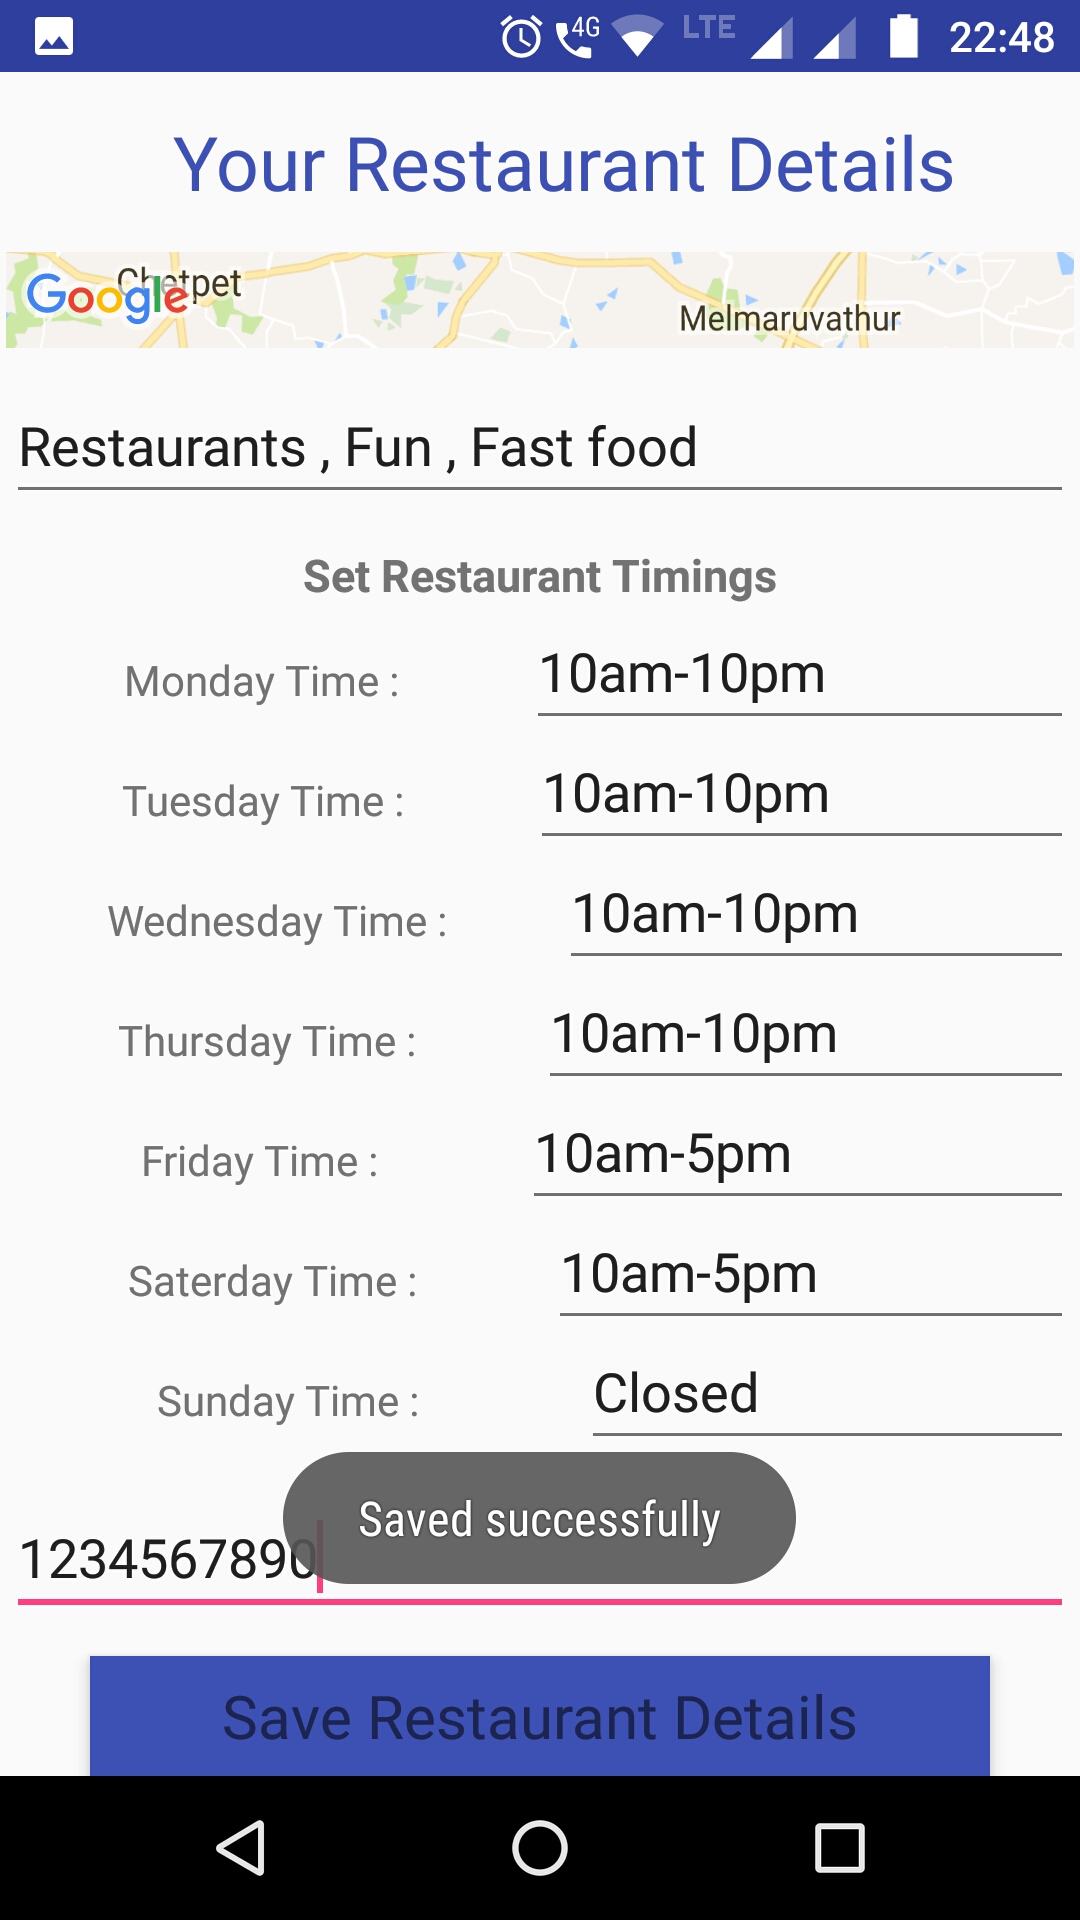 4G LTE 22:48
Your Restaurant Details
Chetpet
Google
Melmaruvathur
Restaurants , Fun , Fast food
Set Restaurant Timings
Monday Time : 10am-10pm
Tuesday Time : 10am-10pm
Wednesday Time : 10am-10pm
Thursday Time : 10am-10pm
Friday Time : 10am-5pm
Saterday Time : 10am-5pm
Sunday Time : Closed
Saved successfully
1234567890
Save Restaurant Details